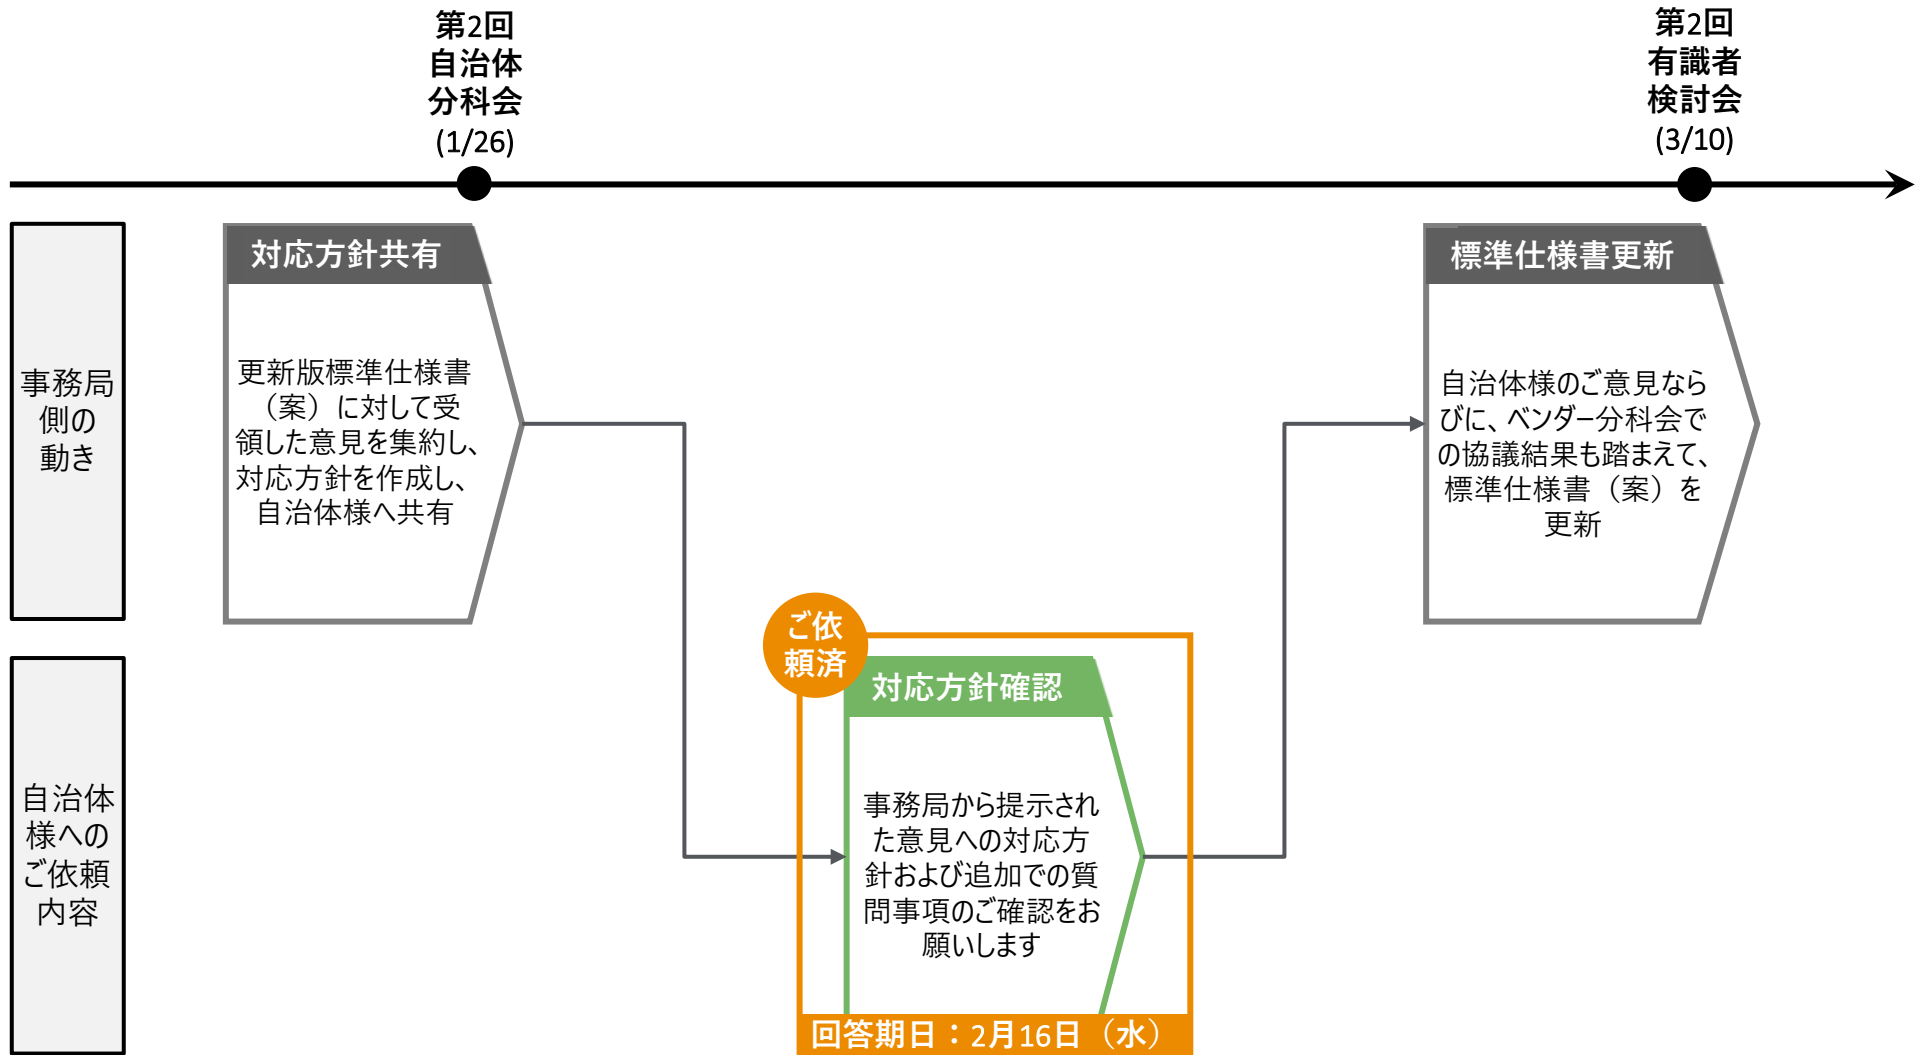 第2回
自治体
分科会
(1/26)
第2回
有識者
検討会
(3/10)
事務局
側の
動き
対応方針共有
更新版標準仕様書
（案）に対して受
領した意見を集約し、
対応方針を作成し、
自治体様へ共有
標準仕様書更新
自治体様のご意見なら
びに、ベンダー分科会で
の協議結果も踏まえて、
標準仕様書（案）を
更新
自治体
様への
ご依頼
内容
ご依
頼済
対応方針確認
事務局から提示され
た意見への対応方
針および追加での質
問事項のご確認をお
願いします
回答期日：2月16日（水）